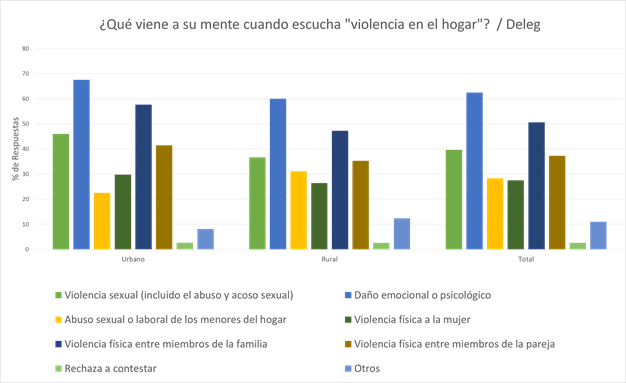 ¿Qué viene a su mente cuando escucha "violencia en el hogar"? / Deleg
80
70
60
50
40
30
20
10
0
% de Respuestas
Urbano Rural Total
Violencia sexual (incluido el abuso y acoso sexual) Daño emocional o psicológico
Abuso sexual o laboral de los menores del hogar Violencia física a la mujer
Violencia física entre miembros de la familia Violencia física entre miembros de la pareja
Rechaza a contestar Otros